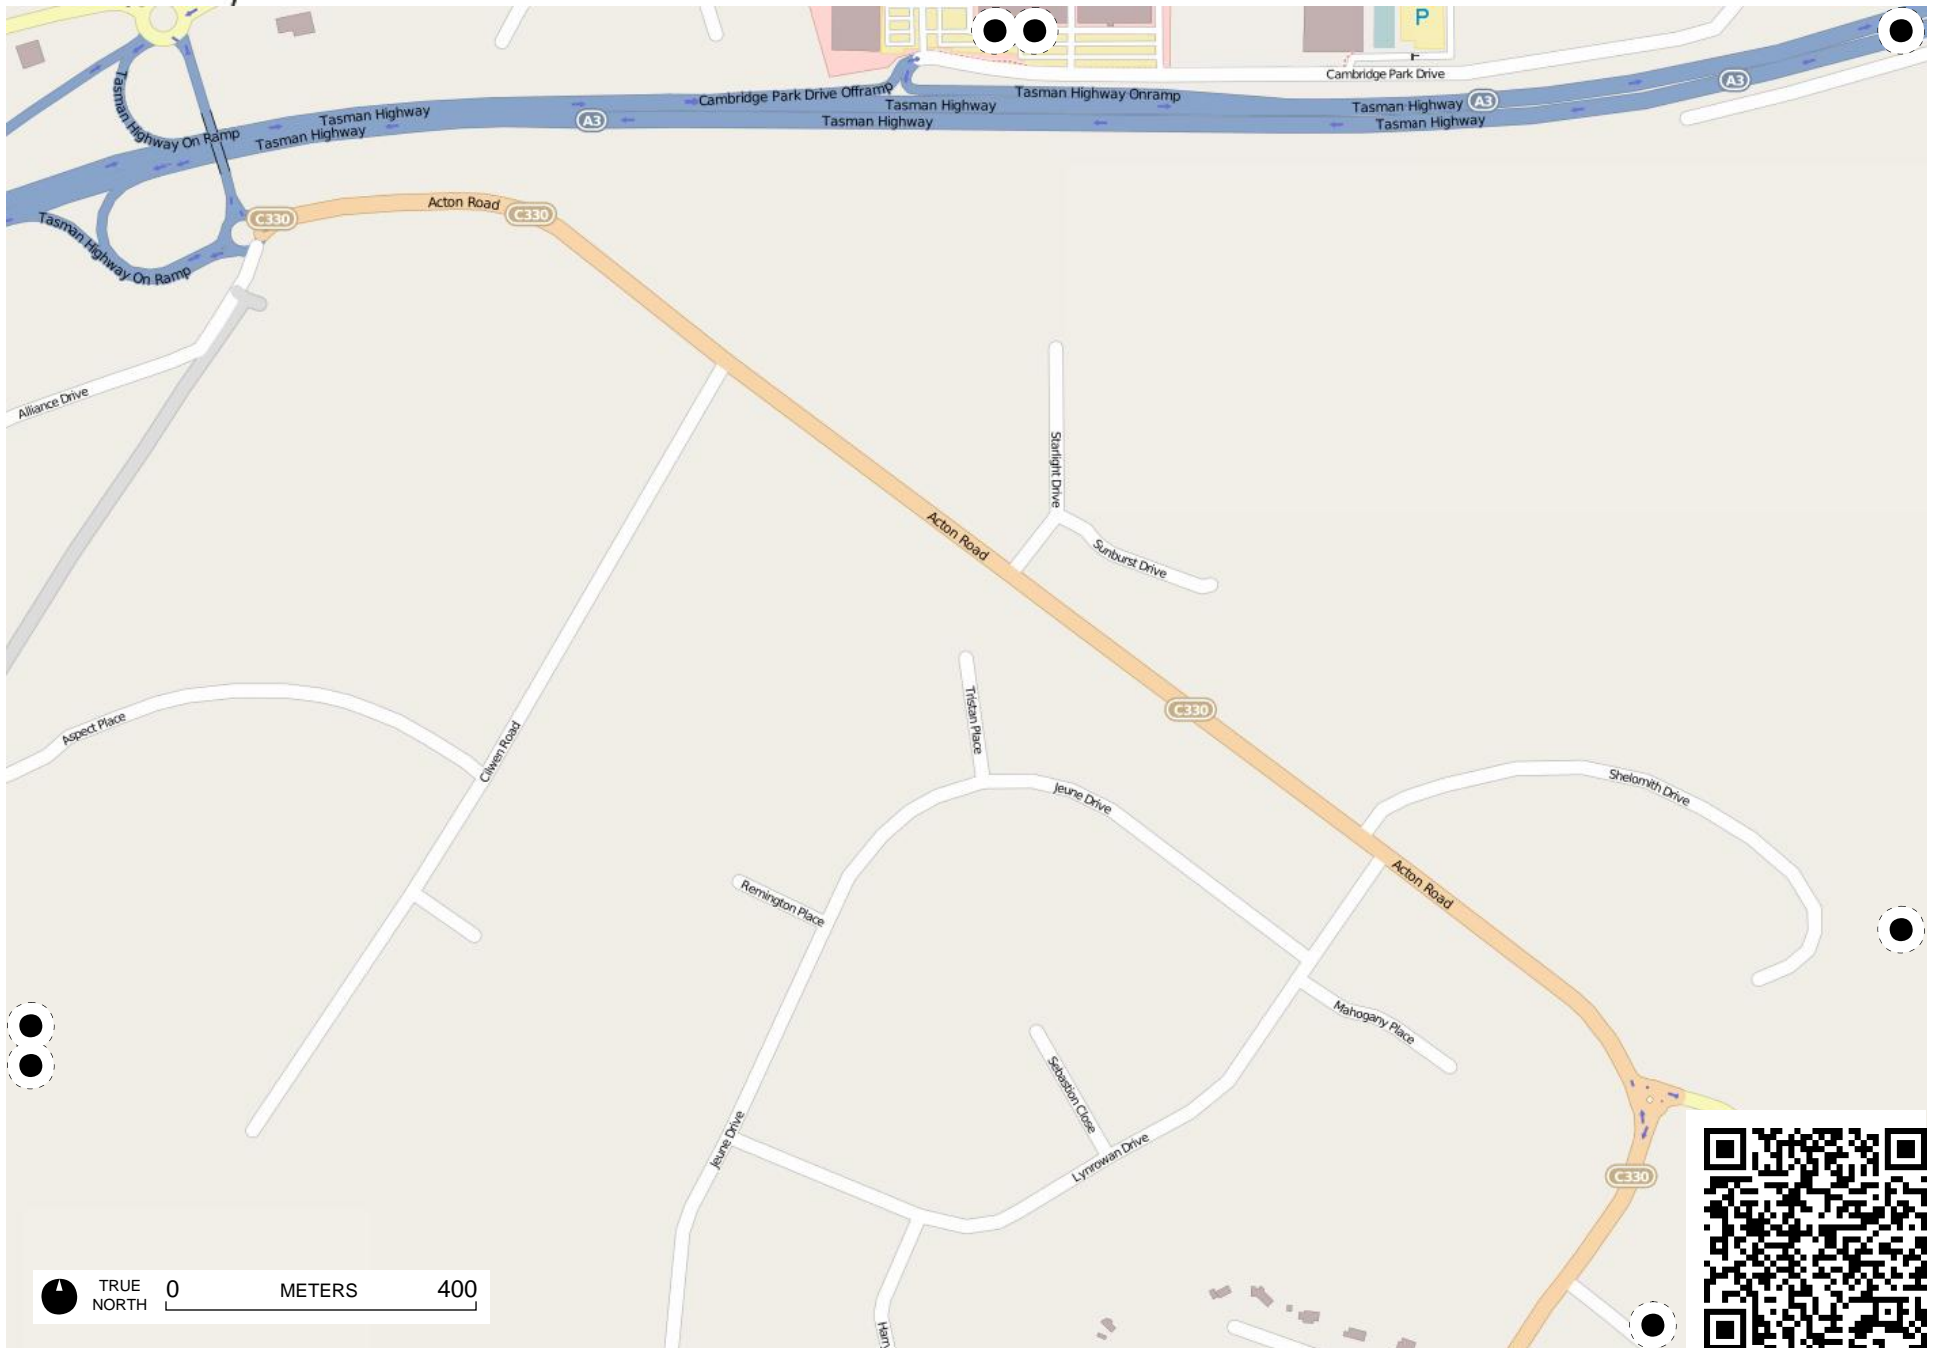 P
Cambridge Park Drive
A3
Cambridge Park Drive Offramp
Tasman Highway Onramp
Tasman Highway
Tasman Highway
Tasman Highway
A3
Tasman Highway
A3
Tasman Highway
Tasman Highway
Tasman Highway
Tasman Highway On Ramp
Tasman Highway On Ramp
C330
Acton Road
C330
Alliance Drive
Starlight Drive
Acton Road
Sunburst Drive
Aspect Place
Cilwen Road
Tristan Place
C330
Jeune Drive
Shelomith Drive
Remington Place
Acton Road
Mahogany Place
Sebastion Close
Jeune Drive
Lynrowan Drive
C330
TRUE
NORTH
0 METERS 400